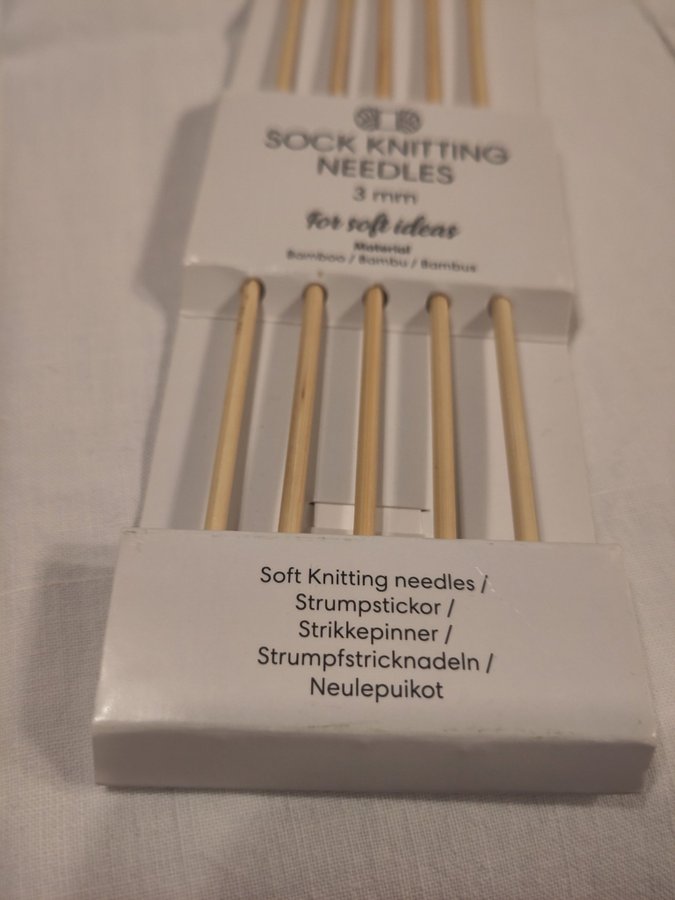 SOCK KNITTING
NEEDLES
3 mm
For soft ideas
Material
Bamboo / Bambu / Bambus
Soft Knitting needles /
Strumpstickor /
Strikkepinner /
Strumpfstricknadeln /
Neulepuikot